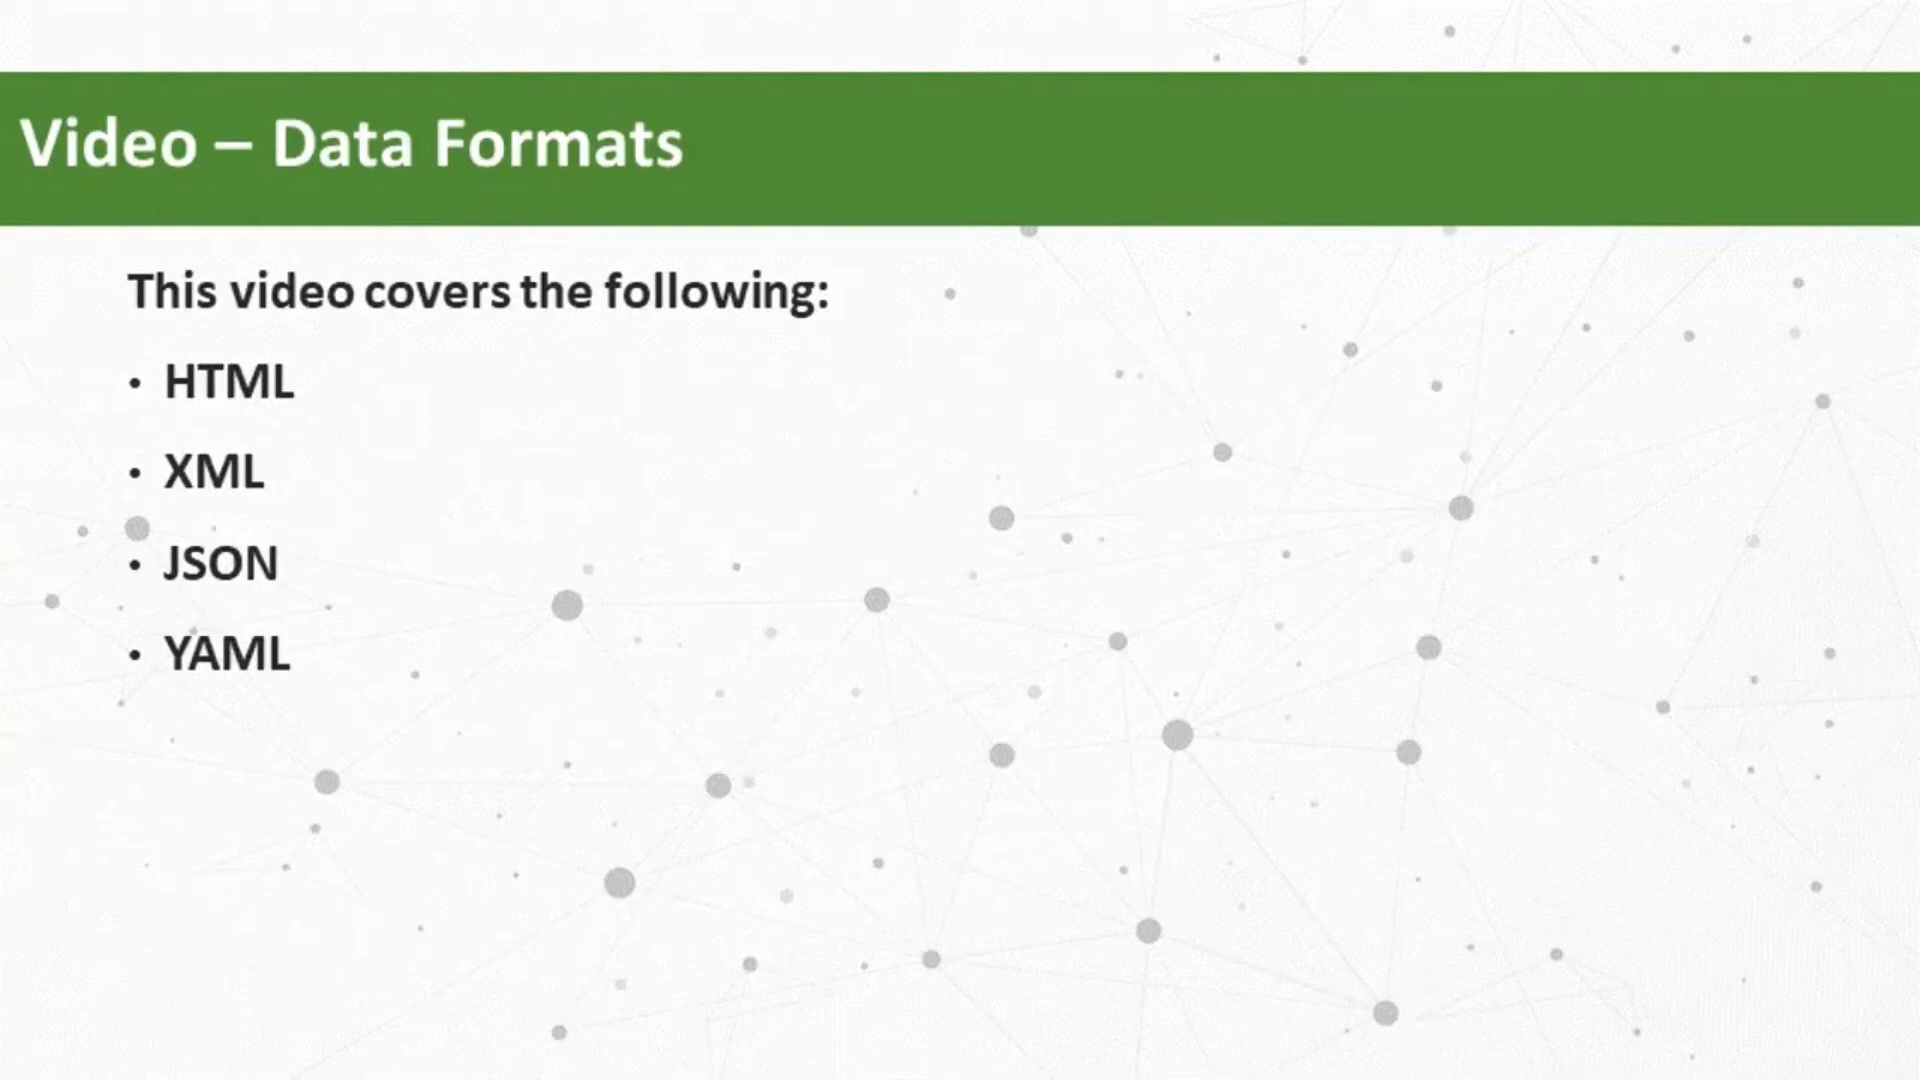 Video – Data Formats
This video covers the following:
• HTML
• XML
• JSON
• YAML